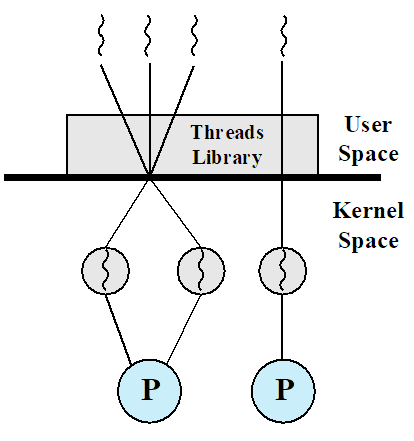 Threads
Library
User
Space
Kernel
Space
P
P